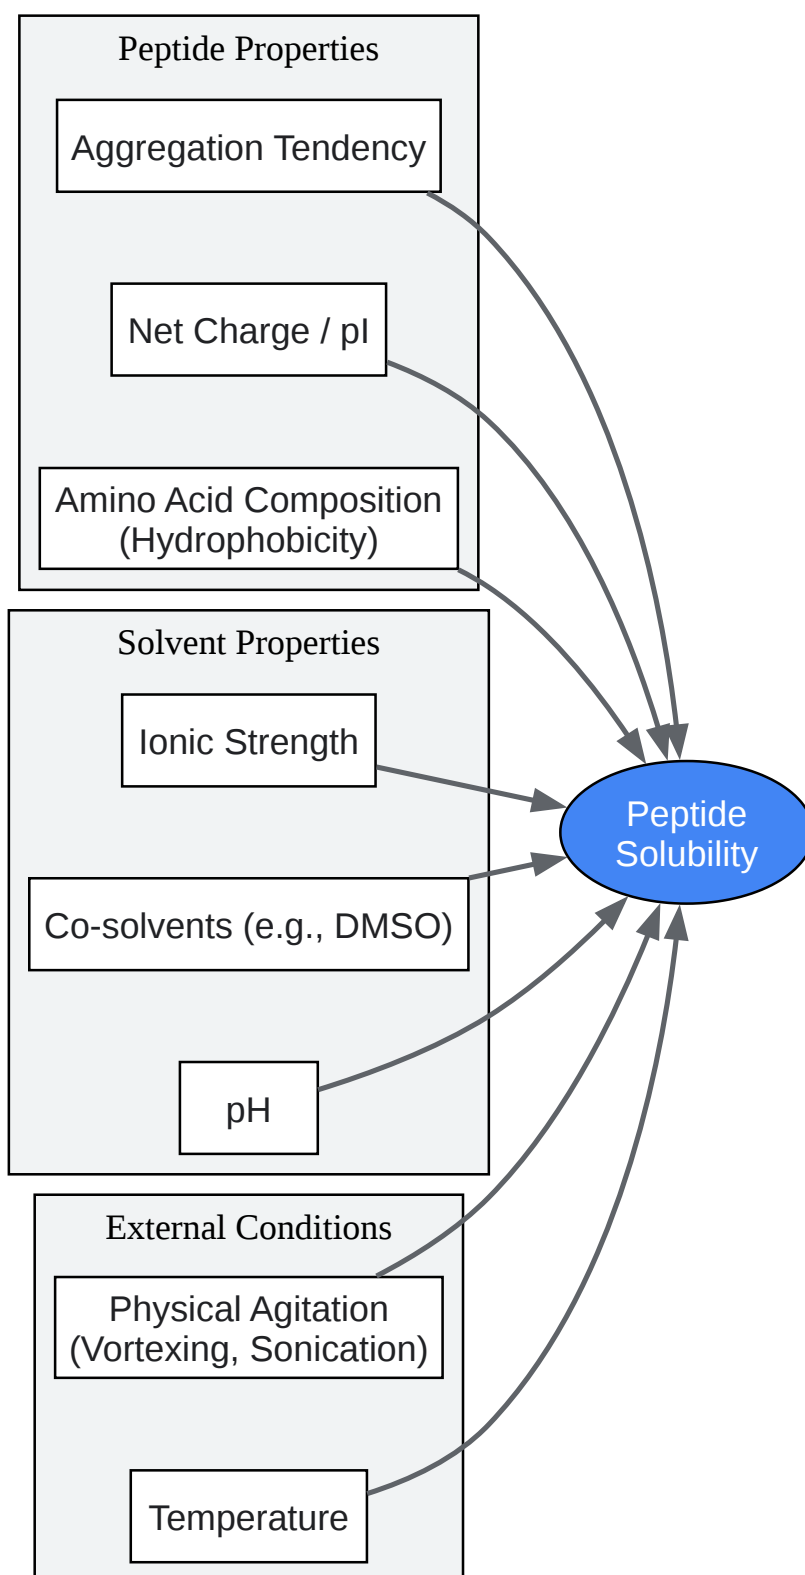 Peptide Properties
Aggregation Tendency
Net Charge / pI
Amino Acid Composition
(Hydrophobicity)
Solvent Properties
Ionic Strength
Co-solvents (e.g., DMSO)
pH
External Conditions
Physical Agitation
(Vortexing, Sonication)
Temperature
Peptide
Solubility